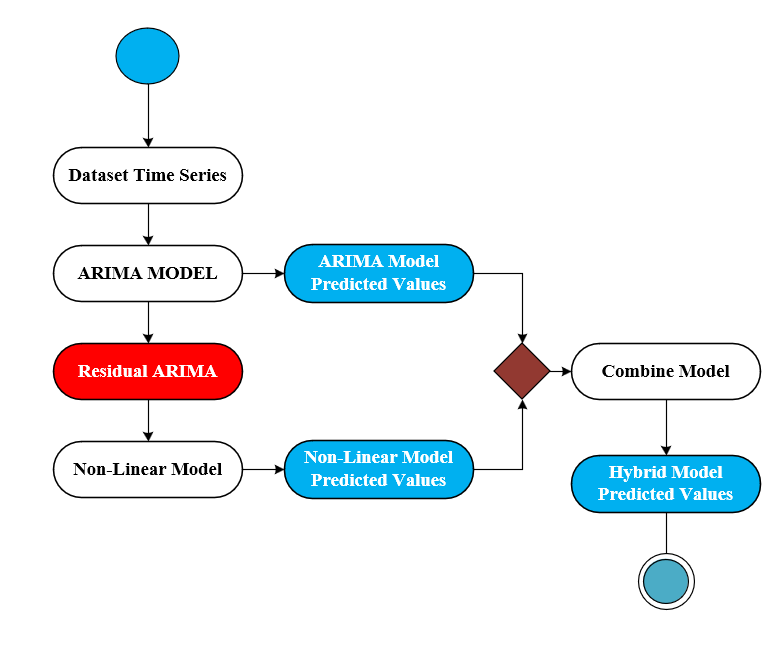 Dataset Time Series
ARIMA MODEL
ARIMA Model
Predicted Values
Residual ARIMA
Combine Model
Non-Linear Model
Non-Linear Model
Predicted Values
Hybrid Model
Predicted Values